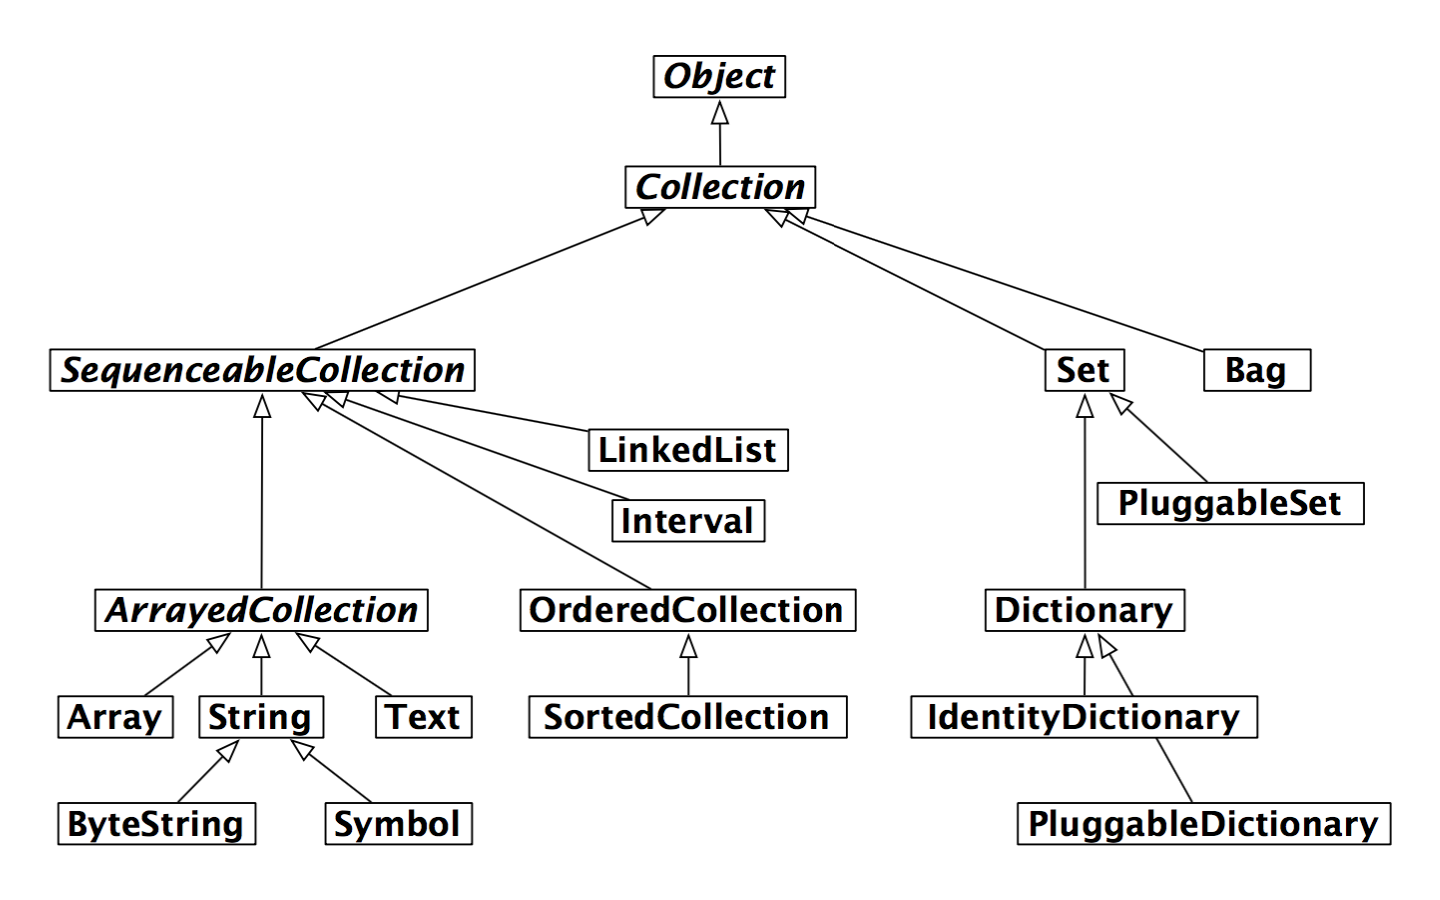 Object
Collection
SequenceableCollection
Set
Bag
LinkedList
PluggableSet
Interval
ArrayedCollection
OrderedCollection
Dictionary
Array
String
Text
SortedCollection
IdentityDictionary
ByteString
Symbol
PluggableDictionary